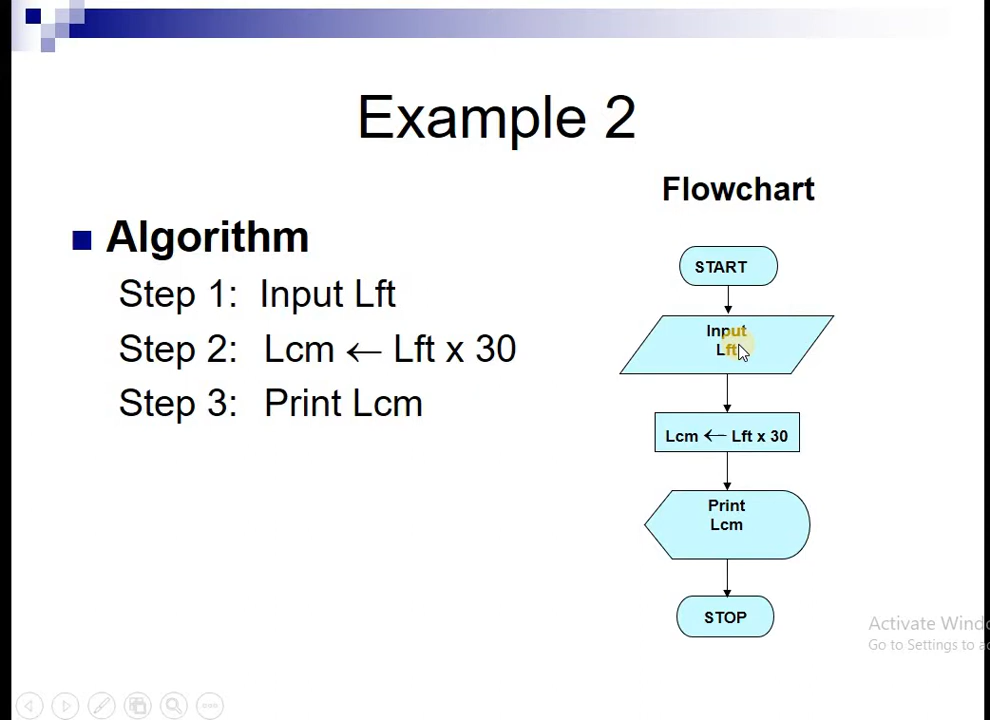 Example 2
Algorithm
Step 1: Input Lft
Step 2: Lcm ← Lft x 30
Step 3: Print Lcm
Flowchart
START
Input
Lft
Lcm ← Lft x 30
Print
Lcm
STOP
Activate Windo
Go to Settings to a